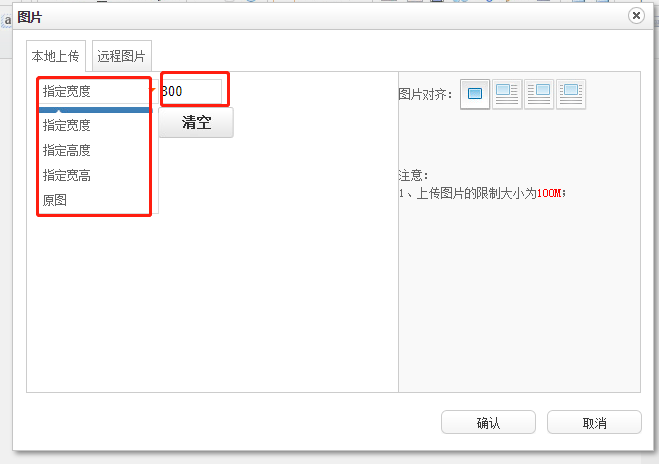 图片
本地上传 远程图片
指定宽度 800 图片对齐:
指定宽度 清空
指定高度
指定宽高 注意:
原图 1、上传图片的限制大小为100M;
确认 取消